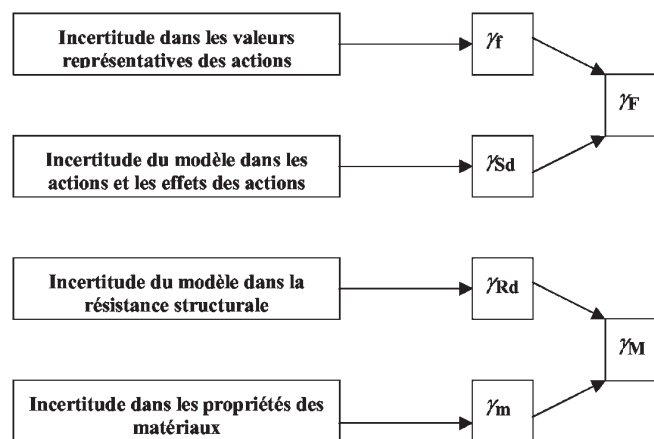 Incertitude dans les valeurs
représentatives des actions
γf
γF
Incertitude du modèle dans les
actions et les effets des actions
γSd
Incertitude du modèle dans la
résistance structurale
γRd
γM
Incertitude dans les propriétés des
matériaux
γm